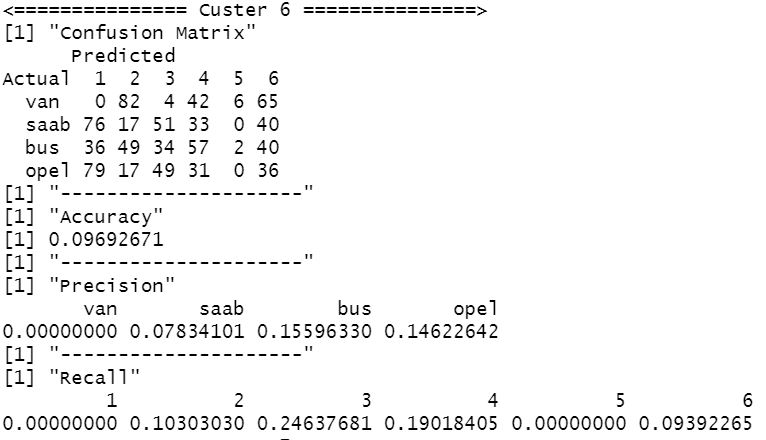 <=============== Custer 6 ===============>
[1] "Confusion Matrix"
Predicted
Actual 1 2 3 4 5 6
van 0 82 4 42 6 65
saab 76 17 51 33 0 40
bus 36 49 34 57 2 40
opel 79 17 49 31 0 36
[1] "---------------------"
[1] "Accuracy"
[1] 0.09692671
[1] "---------------------"
[1] "Precision"
van saab bus opel
0.00000000 0.07834101 0.15596330 0.14622642
[1] "---------------------"
[1] "Recall"
1 2 3 4 5 6
0.00000000 0.10303030 0.24637681 0.19018405 0.00000000 0.09392265